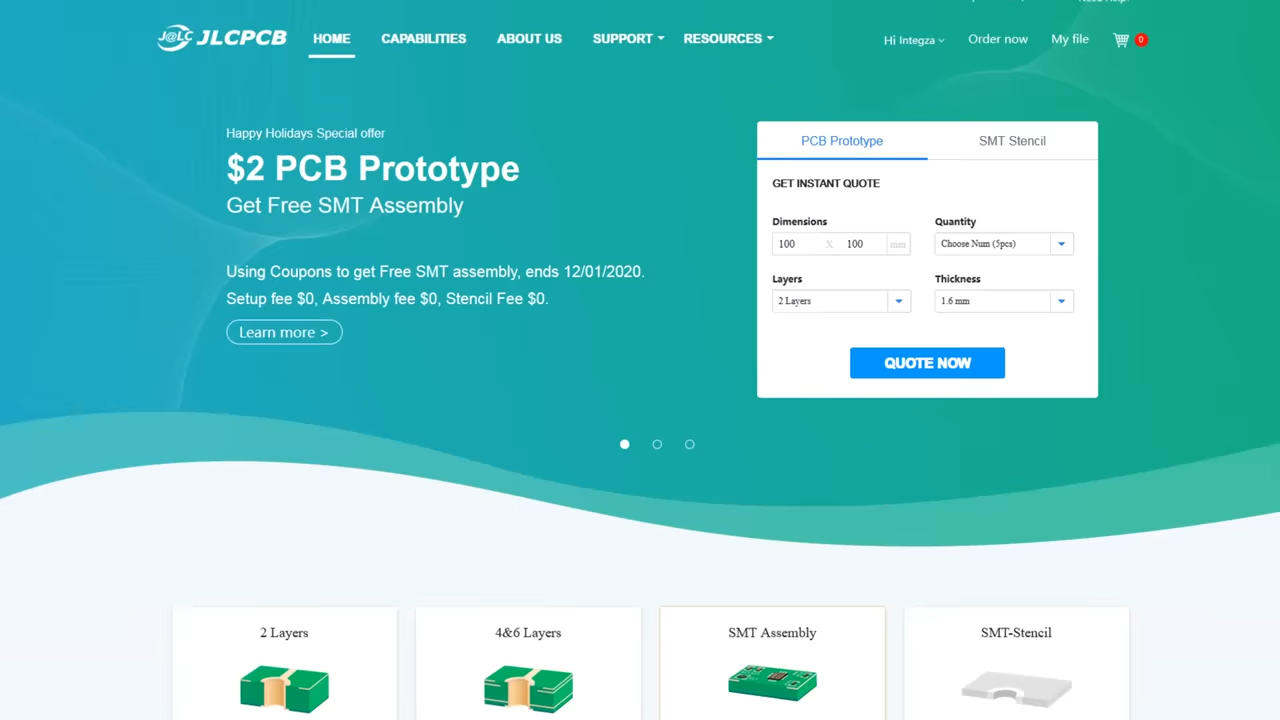 J@LC JLCPCB HOME CAPABILITIES ABOUT US SUPPORT RESOURCES Hi Integza Order now My file 0
Happy Holidays Special offer
$2 PCB Prototype
Get Free SMT Assembly
Using Coupons to get Free SMT assembly, ends 12/01/2020.
Setup fee $0, Assembly fee $0, Stencil Fee $0.
Learn more >
PCB Prototype SMT Stencil
GET INSTANT QUOTE
Dimensions Quantity
100 X 100 mm Choose Num (5pcs)
Layers Thickness
2 Layers 1.6 mm
QUOTE NOW
2 Layers 4&6 Layers SMT Assembly SMT-Stencil